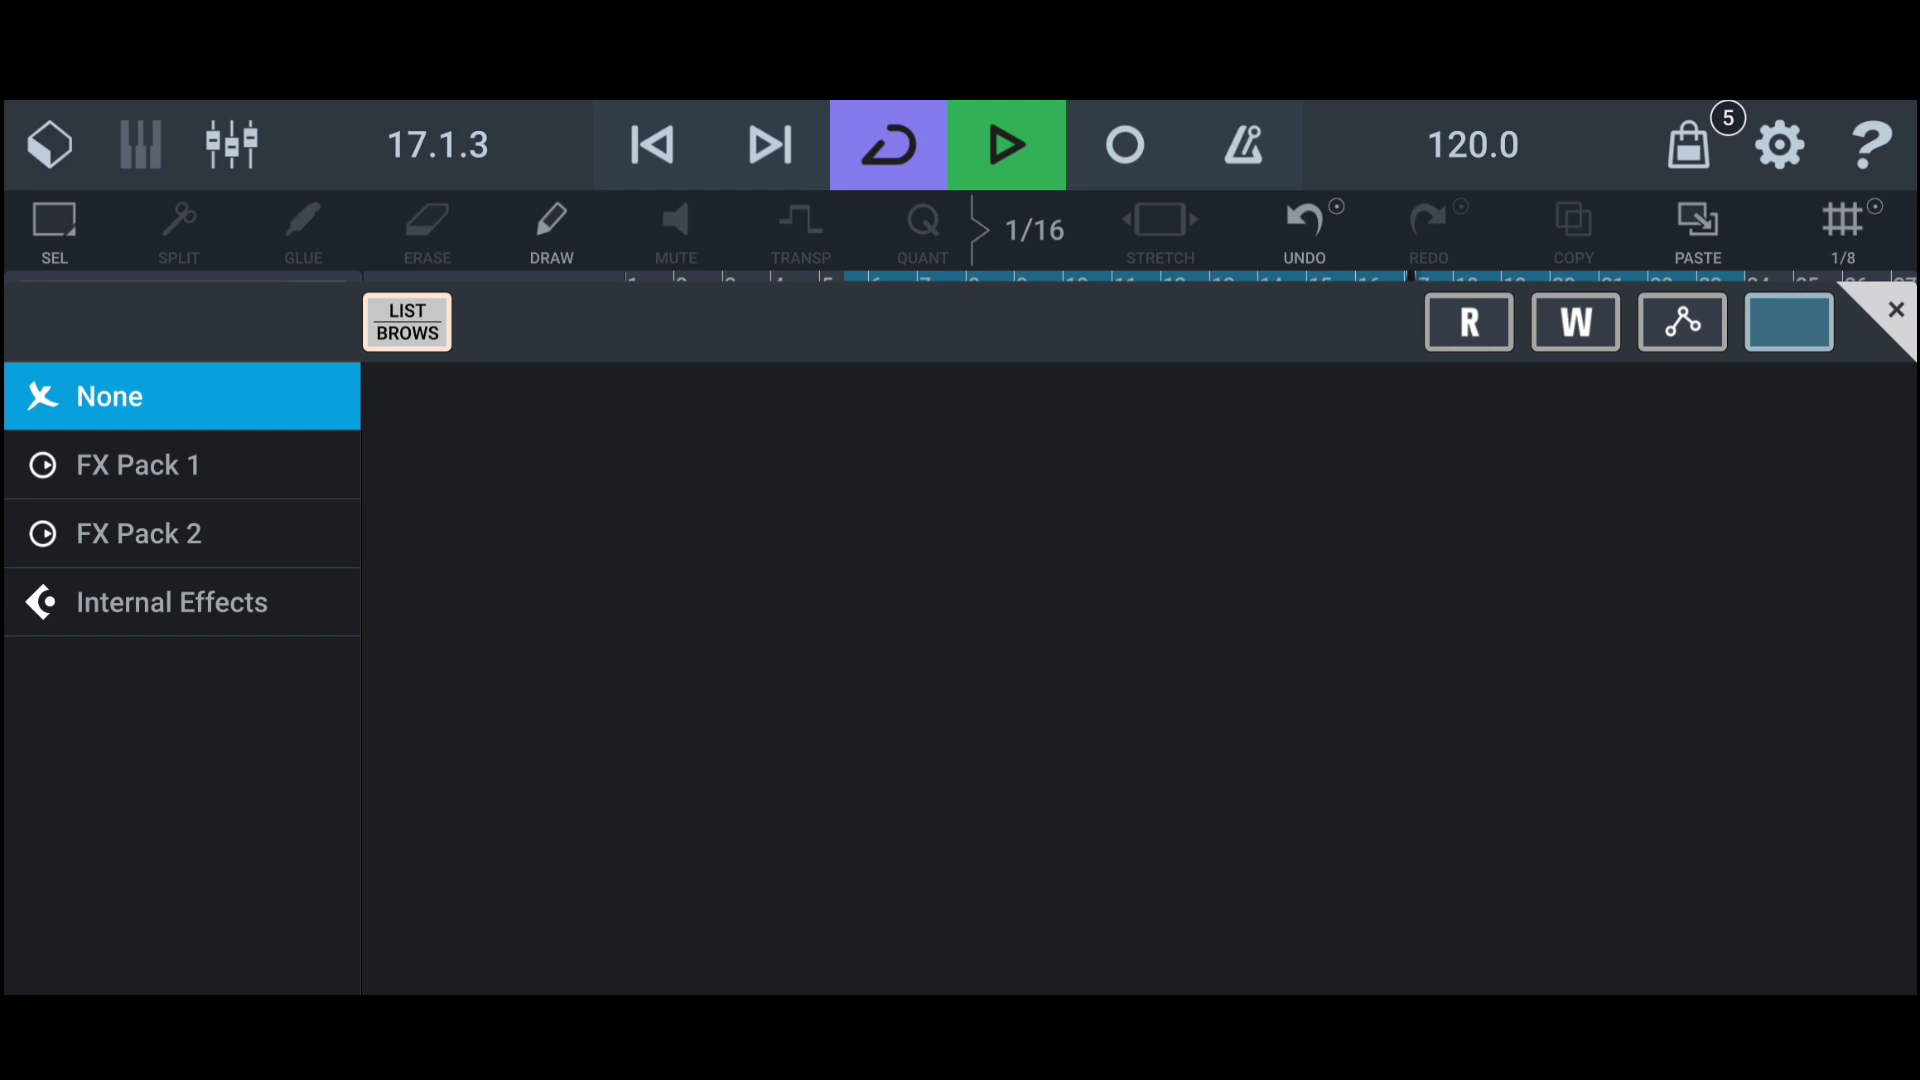 17.1.3
120.0
5
?
SEL
SPLIT
GLUE
ERASE
DRAW
MUTE
TRANSP
Q
QUANT
1/16
STRETCH
UNDO
REDO
COPY
PASTE
1/8
LIST
BROWS
R
W
None
FX Pack 1
FX Pack 2
Internal Effects